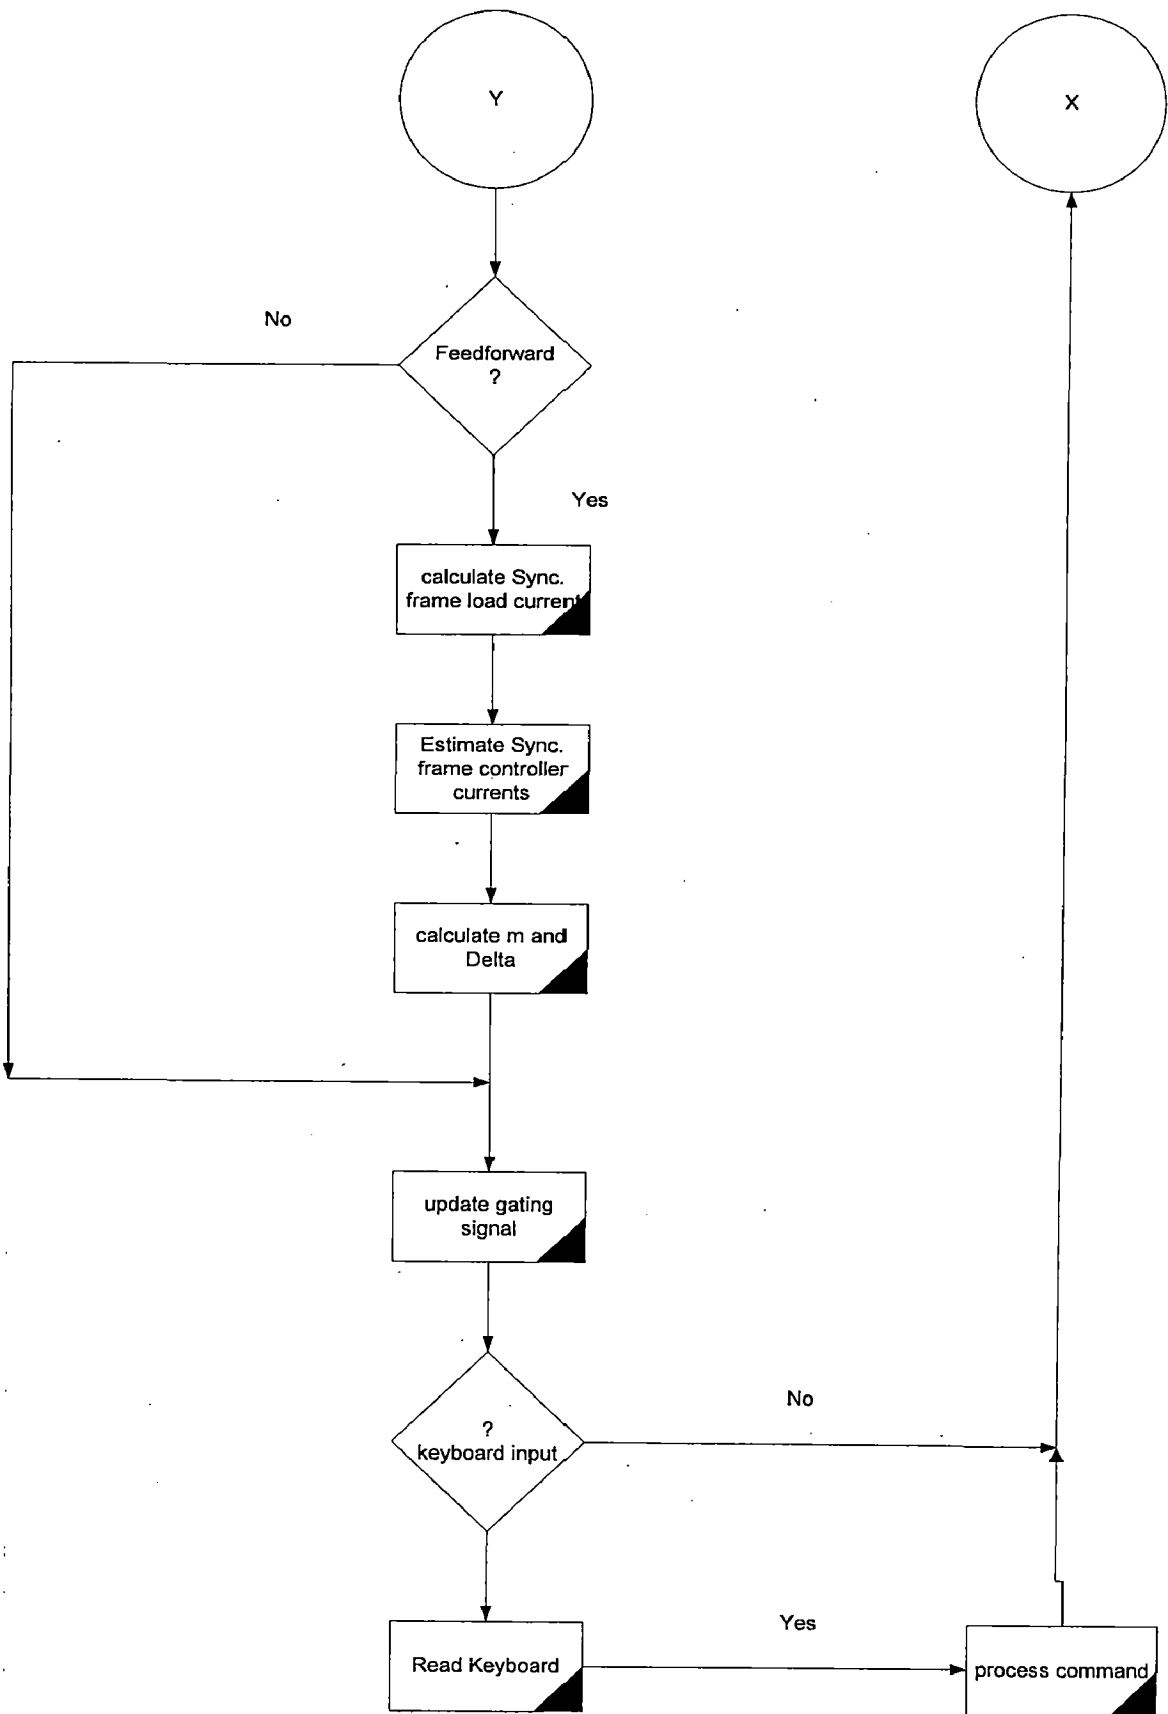 Y
X
No
Feedforward
?
Yes
calculate Sync.
frame load current
Estimate Sync.
frame controller
currents
calculate m and
Delta
update gating
signal
No
?
keyboard input
Yes
Read Keyboard
process command